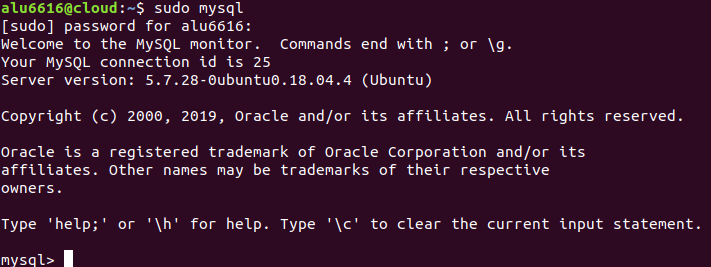 alu6616@cloud:~$ sudo mysql
[sudo] password for alu6616:
Welcome to the MySQL monitor.  Commands end with ; or \g.
Your MySQL connection id is 25
Server version: 5.7.28-0ubuntu0.18.04.4 (Ubuntu)

Copyright (c) 2000, 2019, Oracle and/or its affiliates. All rights reserved.

Oracle is a registered trademark of Oracle Corporation and/or its
affiliates. Other names may be trademarks of their respective
owners.

Type 'help;' or '\h' for help. Type '\c' to clear the current input statement.

mysql>